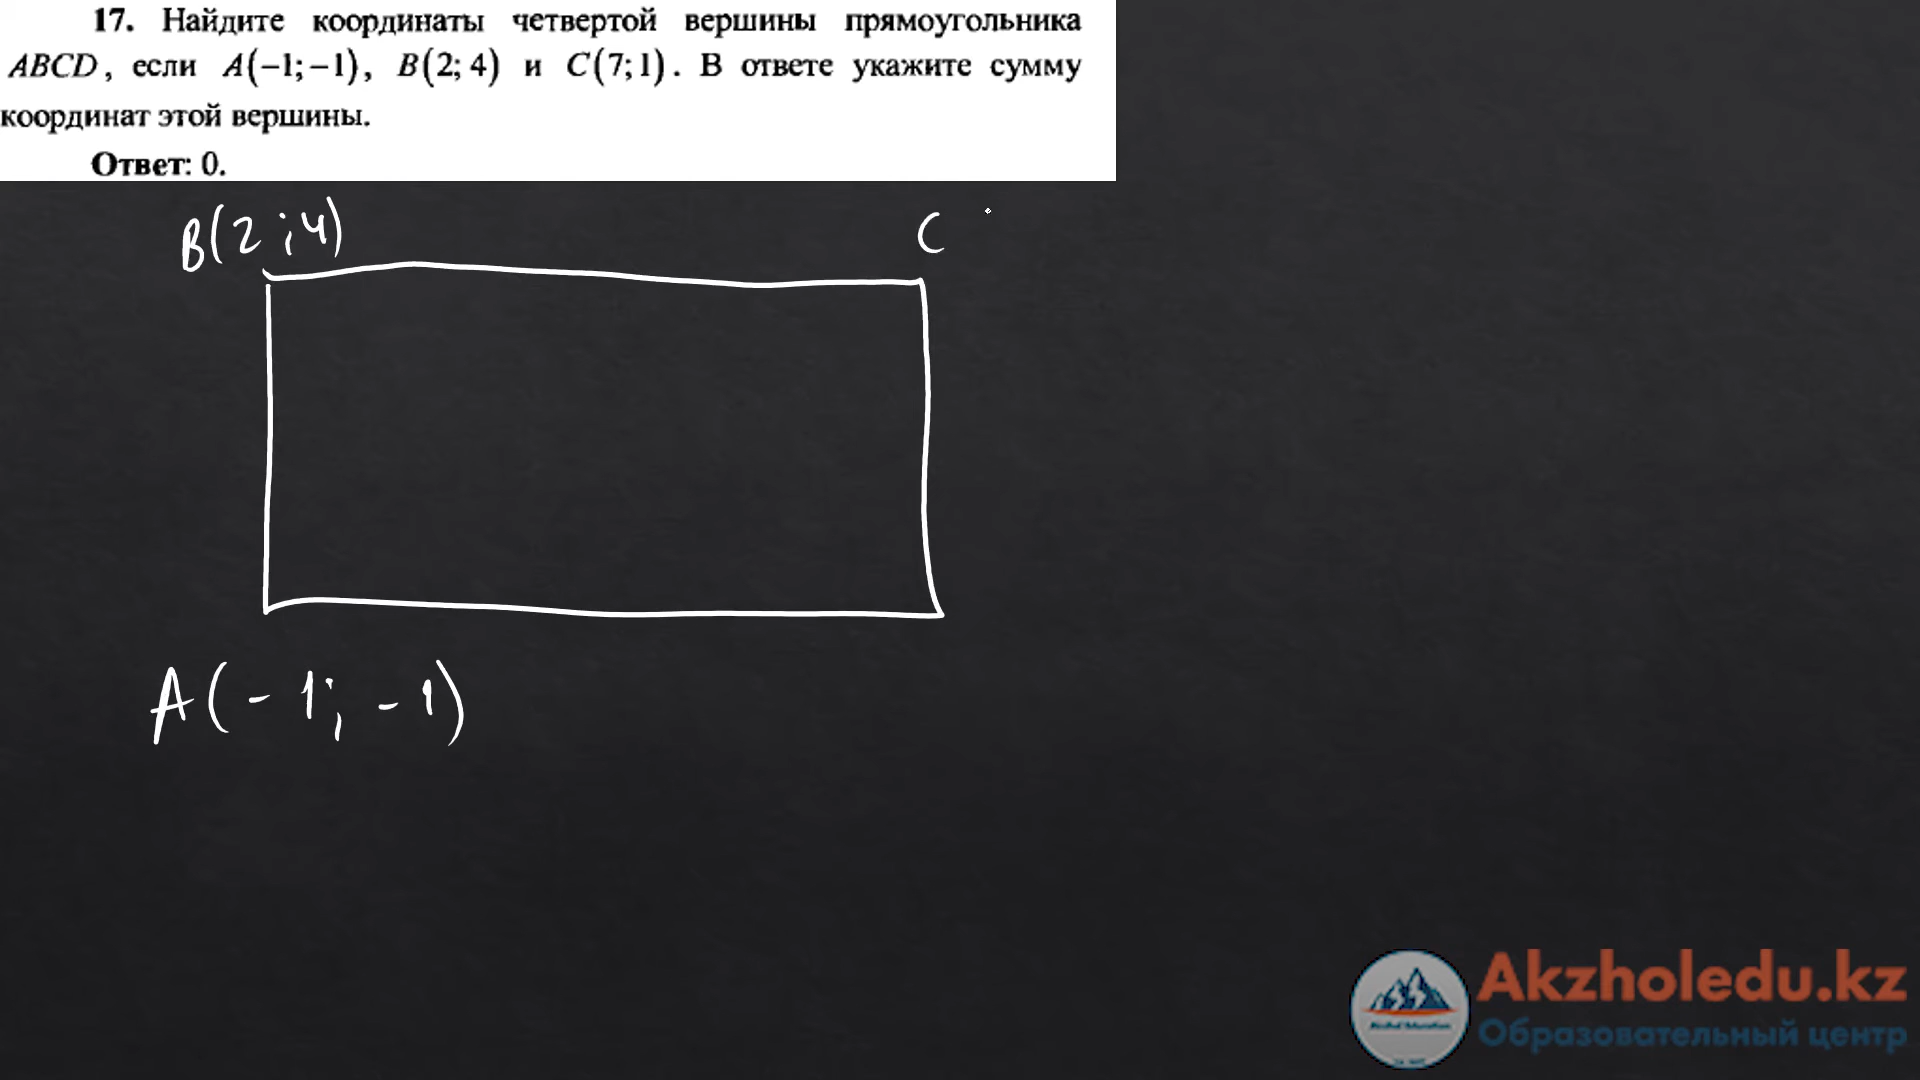 17. Найдите координаты четвертой вершины прямоугольника
ABCD, если A(−1;−1), B(2;4) и C(7;1). В ответе укажите сумму
координат этой вершины.
Ответ: 0.
B(2;4)
C
A(-1;-1)
Akzholedu.kz
Образовательный центр